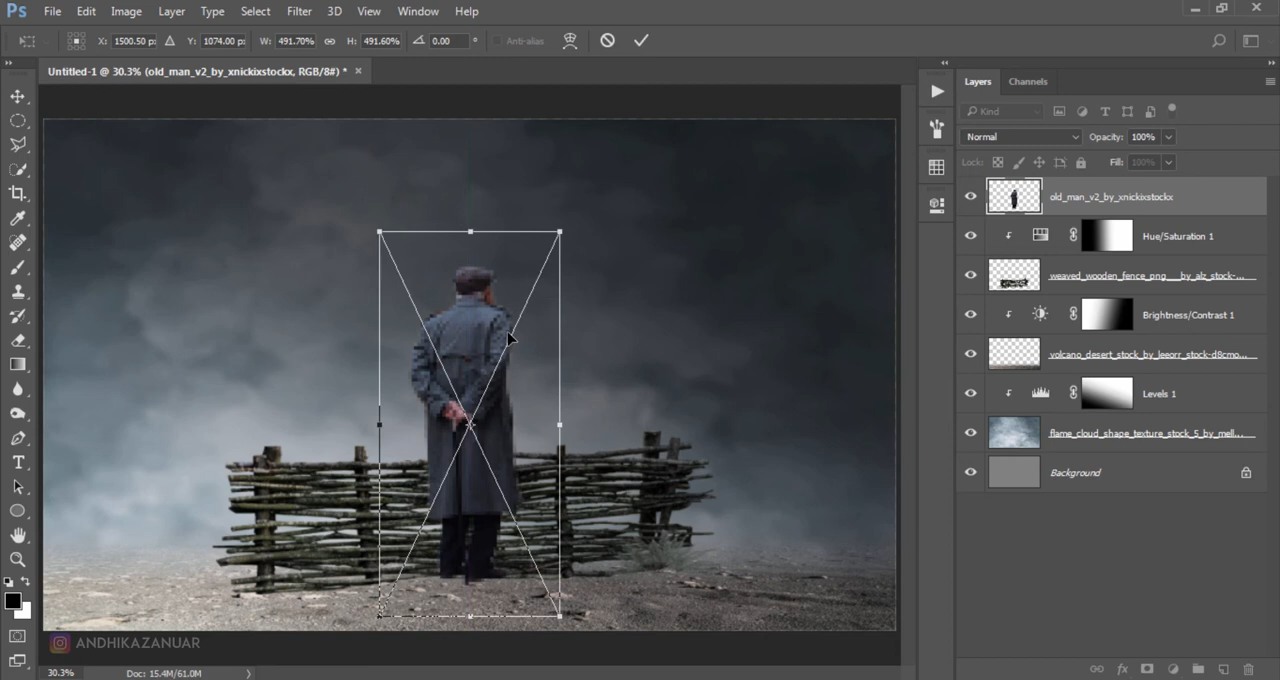 Ps File Edit Image Layer Type Select Filter 3D View Window Help
X: 1500.50 p: Y: 1074.00 p: W: 491.70% H: 491.60% 0.00 ° Anti-alias
Untitled-1 @ 30.3% (old_man_v2_by_xnickixstockx, RGB/8#) *
Layers Channels
Kind
Normal Opacity: 100%
Lock: Fill: 100%
old_man_v2_by_xnickixstockx
Hue/Saturation 1
weaved_wooden_fence_png___by_alz_stock-...
Brightness/Contrast 1
volcano_desert_stock_by_leeorr_stock-d8cmo...
Levels 1
flame_cloud_shape_texture_stock_5_by_mell...
Background
ANDHIKAZANUAR
30.3% Doc: 15.4M/61.0M